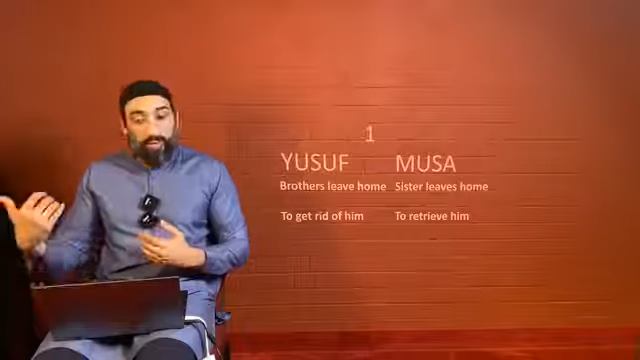 1
YUSUF MUSA
Brothers leave home Sister leaves home
To get rid of him To retrieve him